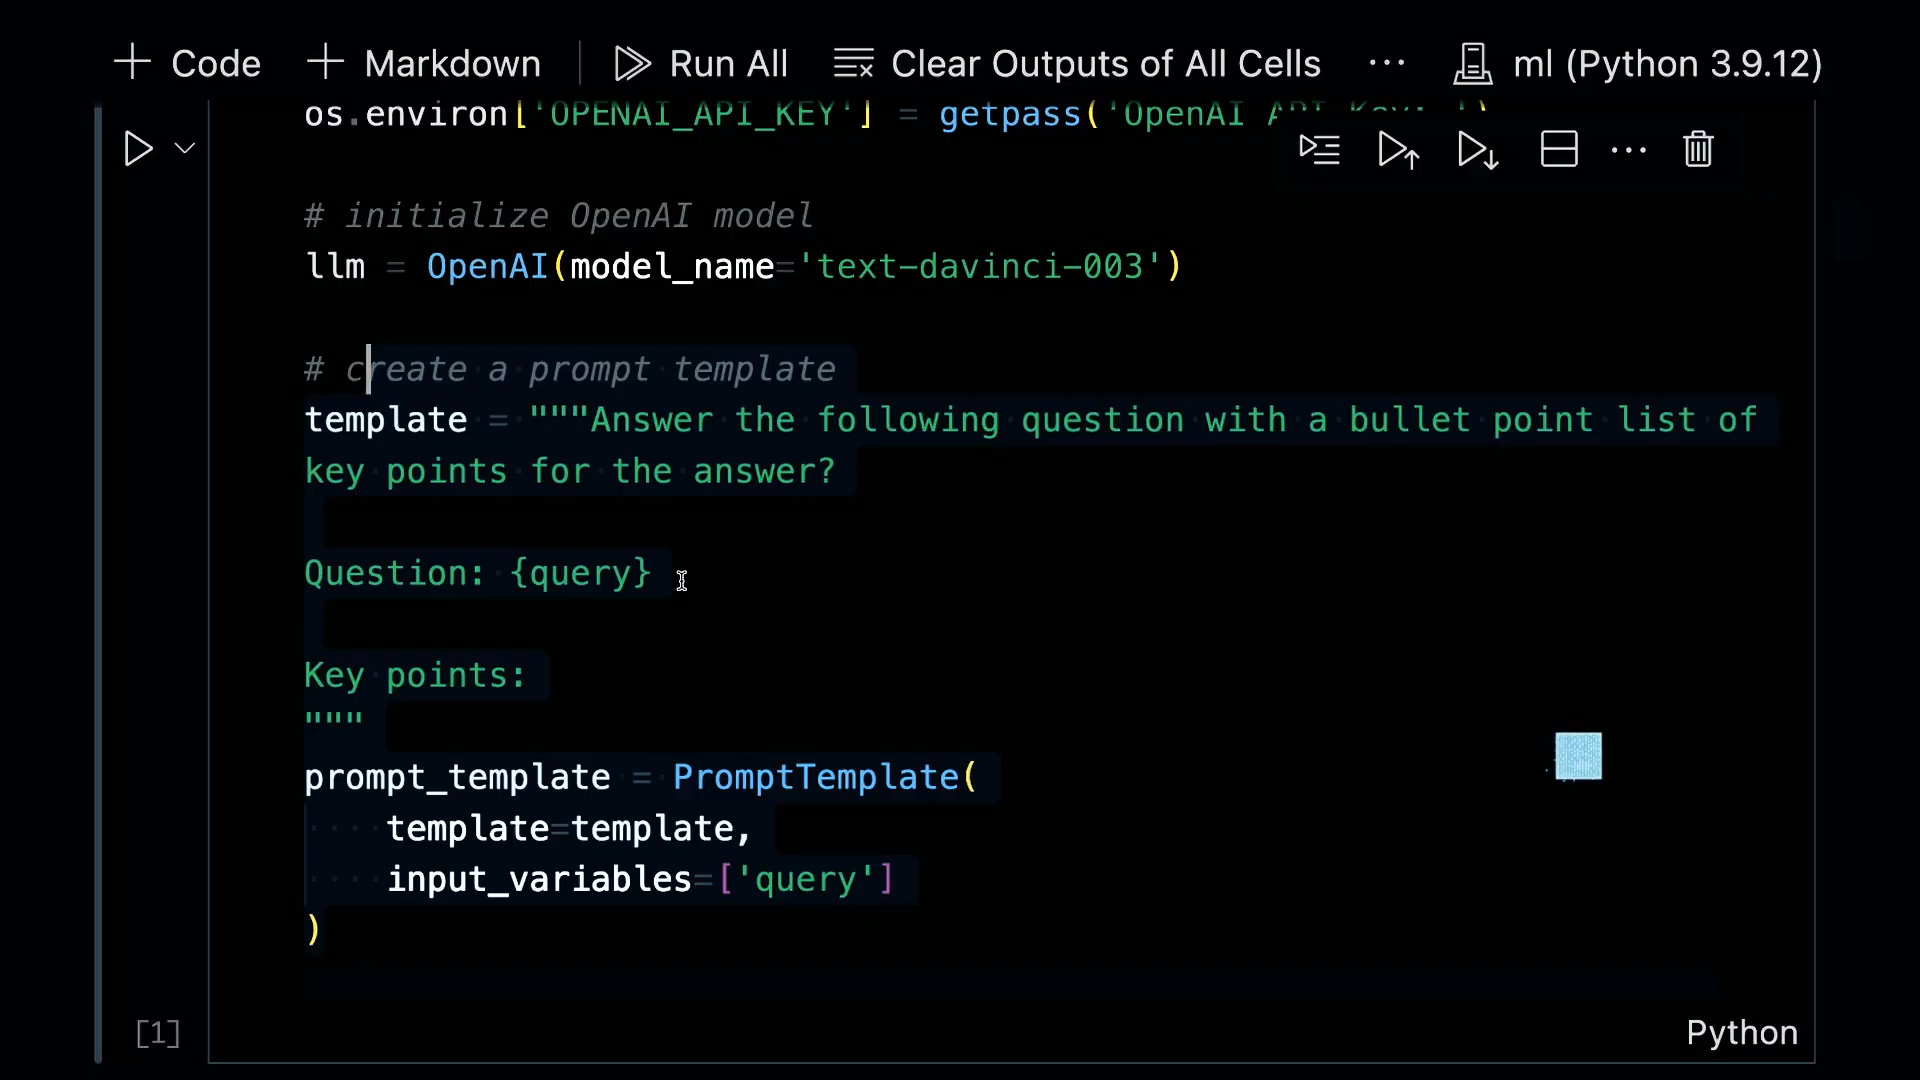 Code Markdown Run All Clear Outputs of All Cells ··· ml (Python 3.9.12)
os.environ['OPENAI_API_KEY'] = getpass('OpenAI API Key: ')
# initialize OpenAI model
llm = OpenAI(model_name='text-davinci-003')
# create a prompt template
template = """Answer the following question with a bullet point list of
key points for the answer?
Question: {query}
Key points:
"""
prompt_template = PromptTemplate(
    template=template,
    input_variables=['query']
)
[1] Python